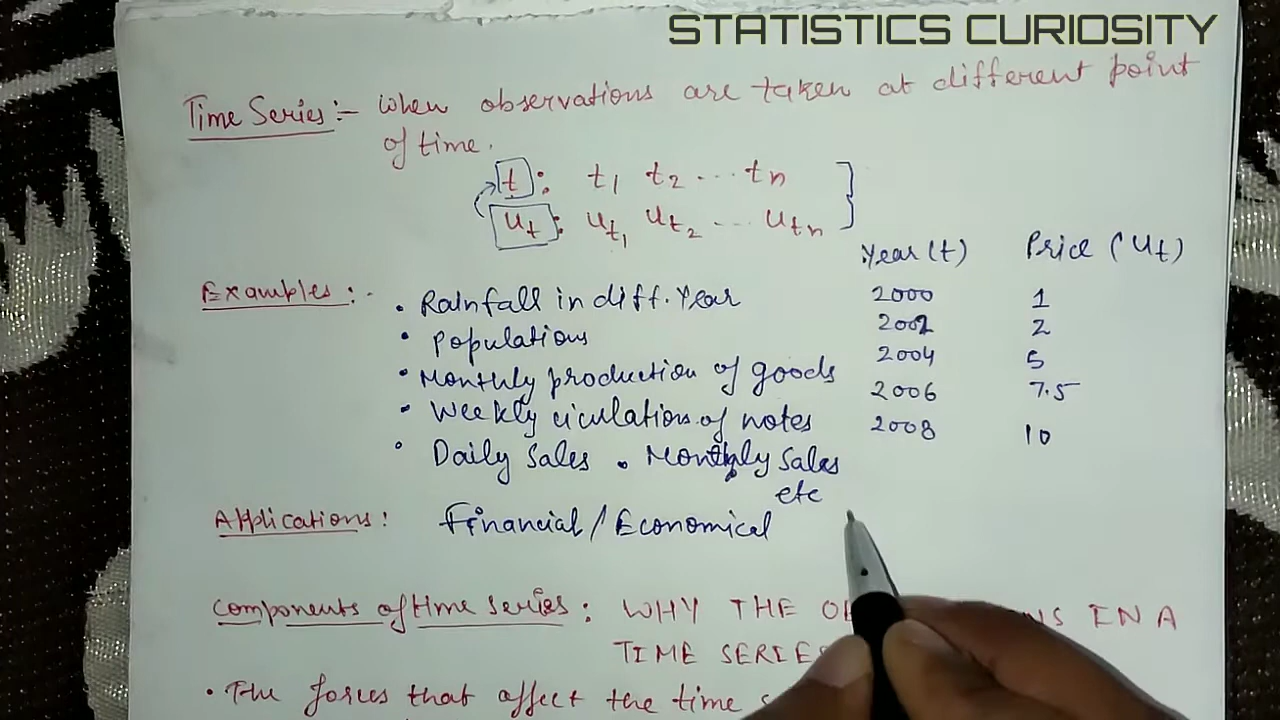 STATISTICS CURIOSITY
Time Series:- When observations are taken at different point
of time.
t : t1 t2 ... tn
ut : ut1 ut2 ... utn
Year (t) Price (ut)
2000 1
2002 2
2004 5
2006 7.5
2008 10
Examples:-
• Rainfall in diff. Year
• Populations
• Monthly production of goods
• Weekly ciculation of notes
• Daily Sales • Monthly Sales
etc
Applications: Financial/Economical
Components of time series: WHY THE IN A
TIME SERIES
• The forces that affect the time